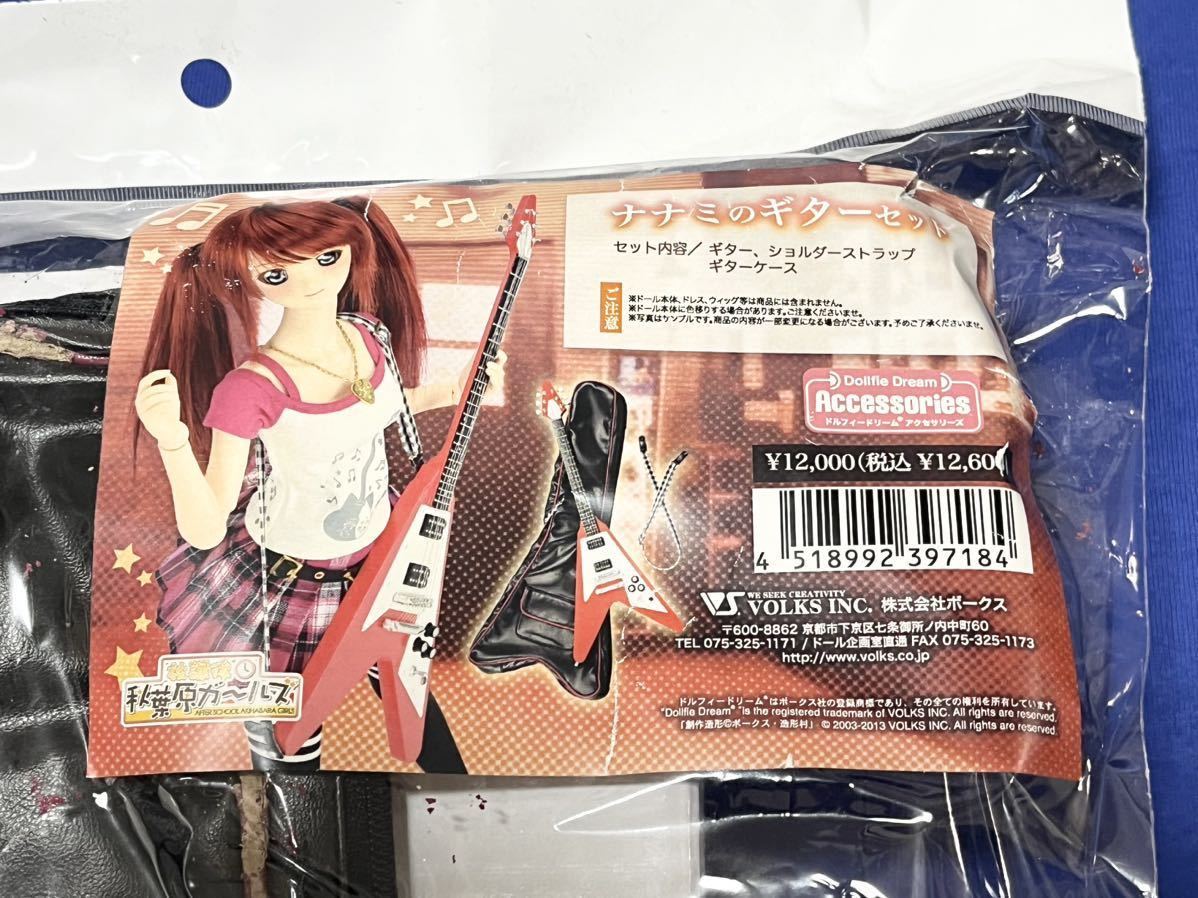 ナナミのギターセット
セット内容／ ギター、ショルダーストラップ
ギターケース
ご注意
※ドール本体、ドレス、ウィッグ等は商品には含まれません。
※ドール本体に色移りする場合があります。ご注意くださいませ。
※写真はサンプルです。商品の内容が一部変更になる場合がございます。予めご了承くださいませ。
Dollfie Dream
Accessories
ドルフィードリーム® アクセサリーズ
¥12,000(税込 ¥12,60
4 518992 397184
VS WE SEEK CREATIVITY
VOLKS INC. 株式会社ボークス
〒600-8862 京都市下京区七条御所ノ内中町60
TEL 075-325-1171 / ドール企画室直通 FAX 075-325-1173
http://www.volks.co.jp
放課後
秋葉原ガールズ
AFTER SCHOOL AKIHABARA GIRLS
ドルフィードリーム®はボークス社の登録商標であり、その全ての権利を所有しています。
"Dollfie Dream" is the registered trademark of VOLKS INC. All rights are reserved.
「創作造形©ボークス・造形村」 © 2003-2013 VOLKS INC. All rights are reserved.